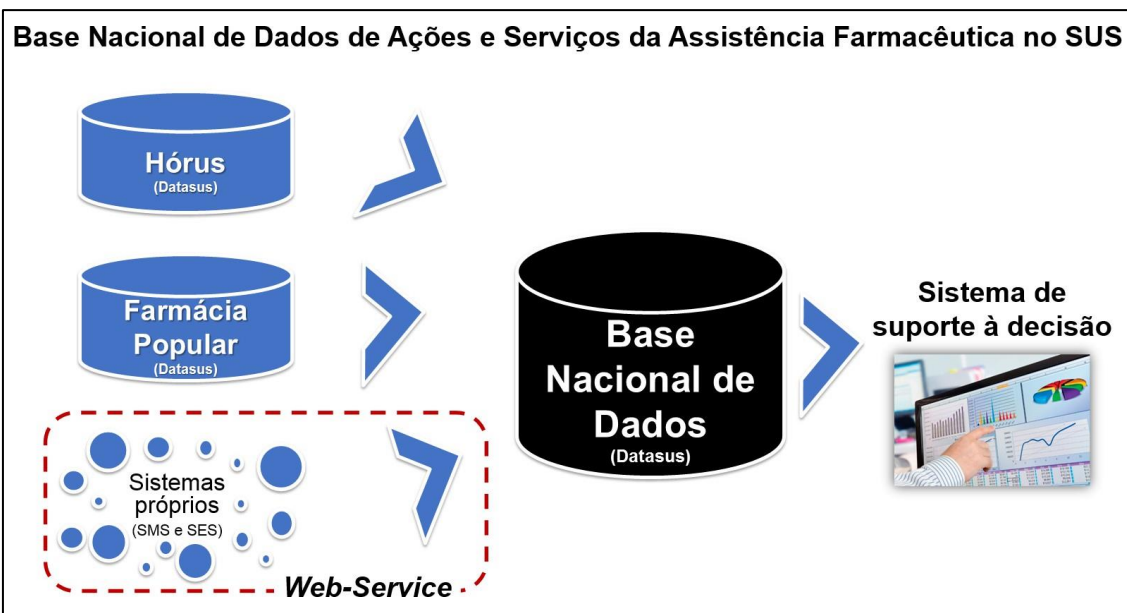 Base Nacional de Dados de Ações e Serviços da Assistência Farmacêutica no SUS
Hórus
(Datasus)
Farmácia
Popular
(Datasus)
Sistemas
próprios
(SMS e SES)
Web-Service
Base
Nacional de
Dados
(Datasus)
Sistema de
suporte à decisão